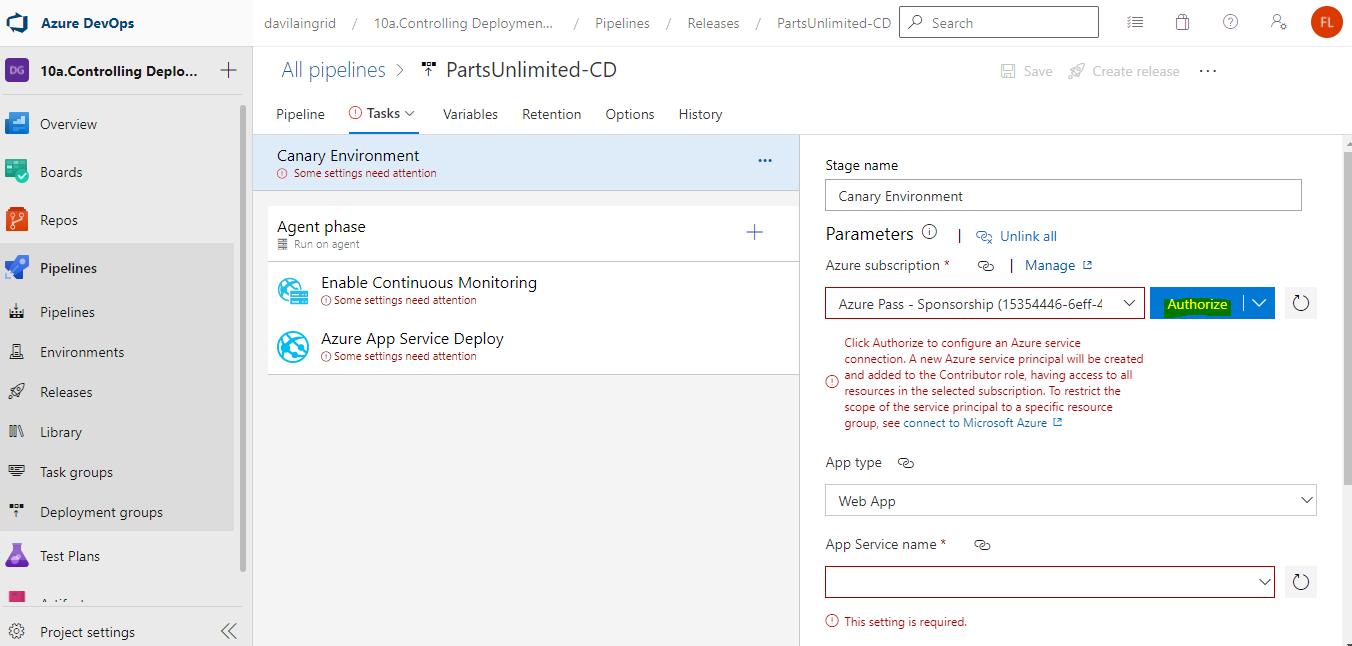 Azure DevOps
davilaingrid / 10a.Controlling Deploymen... / Pipelines / Releases / PartsUnlimited-CD
Search
FL
DG
10a.Controlling Deplo...
Overview
Boards
Repos
Pipelines
Pipelines
Environments
Releases
Library
Task groups
Deployment groups
Test Plans
Project settings
All pipelines > PartsUnlimited-CD
Save
Create release
...
Pipeline
Tasks
Variables
Retention
Options
History
Canary Environment
Some settings need attention
Agent phase
Run on agent
Enable Continuous Monitoring
Some settings need attention
Azure App Service Deploy
Some settings need attention
Stage name
Canary Environment
Parameters | Unlink all
Azure subscription * | Manage
Azure Pass - Sponsorship (15354446-6eff-4
Authorize
Click Authorize to configure an Azure service
connection. A new Azure service principal will be created
and added to the Contributor role, having access to all
resources in the selected subscription. To restrict the
scope of the service principal to a specific resource
group, see connect to Microsoft Azure
App type
Web App
App Service name *
This setting is required.